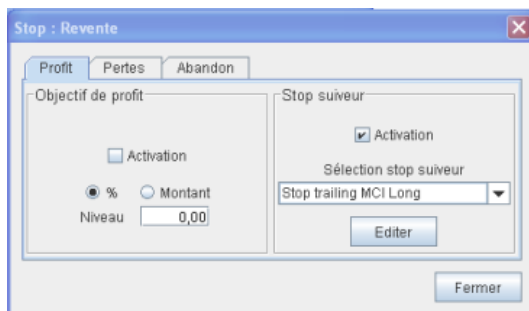 Stop : Revente
Profit Pertes Abandon
Objectif de profit
Activation
% Montant
Niveau 0,00
Stop suiveur
Activation
Sélection stop suiveur
Stop trailing MCI Long
Editer
Fermer